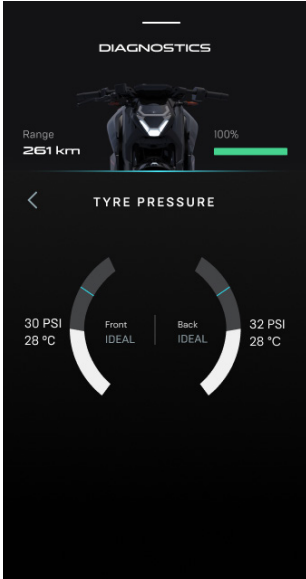 DIAGNOSTICS
Range
100%
261 km
TYRE PRESSURE
30 PSI
28 °C
Front
IDEAL
Back
IDEAL
32 PSI
28 °C